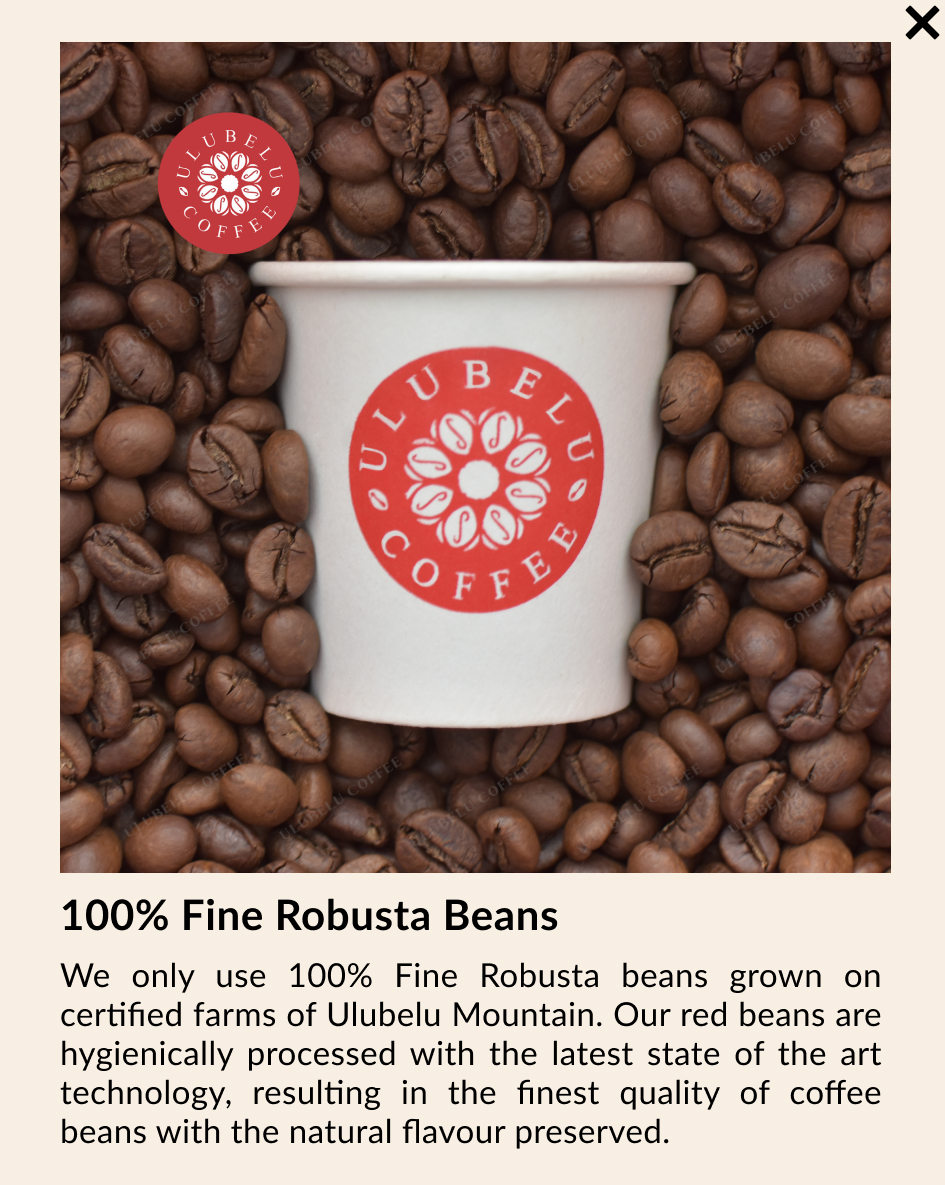 ULUBELU
COFFEE
ULUBELU
COFFEE
ULUBELU COFFEE
100% Fine Robusta Beans
We only use 100% Fine Robusta beans grown on
certified farms of Ulubelu Mountain. Our red beans are
hygienically processed with the latest state of the art
technology, resulting in the finest quality of coffee
beans with the natural flavour preserved.